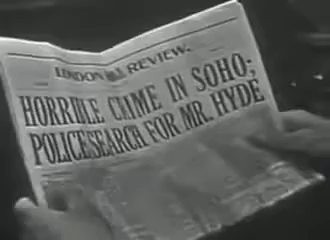 LONDON REVIEW.
HORRIBLE CRIME IN SOHO;
POLICE SEARCH FOR MR. HYDE